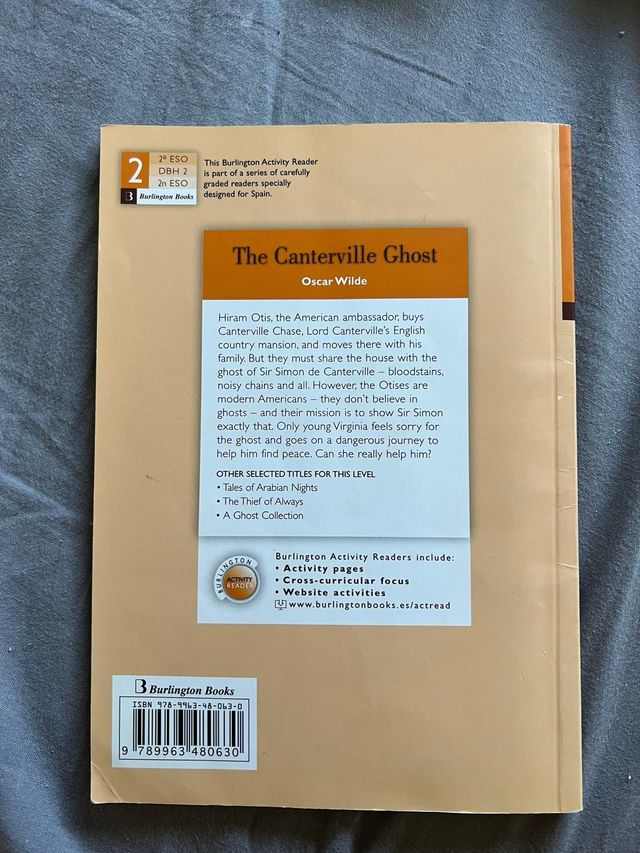 2
2º ESO
DBH 2
2n ESO
Burlington Books
This Burlington Activity Reader
is part of a series of carefully
graded readers specially
designed for Spain.
The Canterville Ghost
Oscar Wilde
Hiram Otis, the American ambassador, buys
Canterville Chase, Lord Canterville's English
country mansion, and moves there with his
family. But they must share the house with the
ghost of Sir Simon de Canterville – bloodstains,
noisy chains and all. However, the Otises are
modern Americans – they don't believe in
ghosts – and their mission is to show Sir Simon
exactly that. Only young Virginia feels sorry for
the ghost and goes on a dangerous journey to
help him find peace. Can she really help him?
OTHER SELECTED TITLES FOR THIS LEVEL
• Tales of Arabian Nights
• The Thief of Always
• A Ghost Collection
BURLINGTON
ACTIVITY
READER
Burlington Activity Readers include:
• Activity pages
• Cross-curricular focus
• Website activities
www.burlingtonbooks.es/actread
B Burlington Books
ISBN 978-9963-48-063-0
9 789963 480630